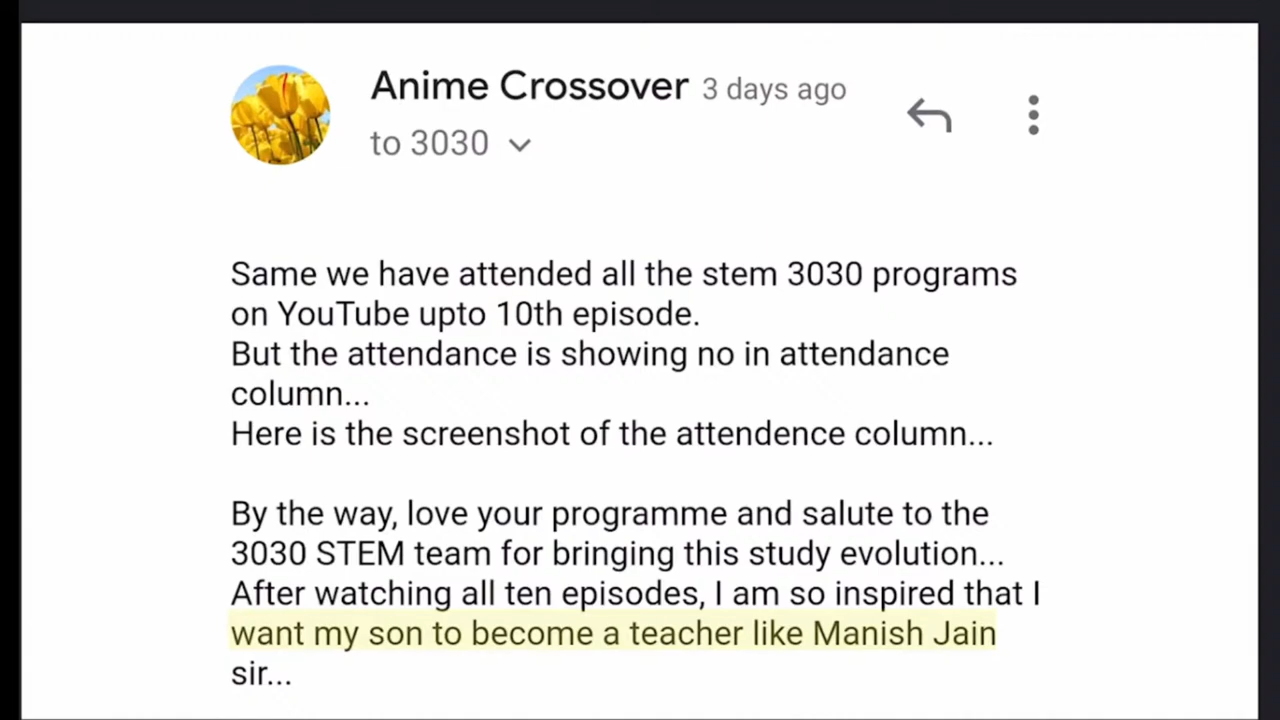 Anime Crossover 3 days ago
to 3030
Same we have attended all the stem 3030 programs
on YouTube upto 10th episode.
But the attendance is showing no in attendance
column...
Here is the screenshot of the attendence column...
By the way, love your programme and salute to the
3030 STEM team for bringing this study evolution...
After watching all ten episodes, I am so inspired that I
want my son to become a teacher like Manish Jain
sir...